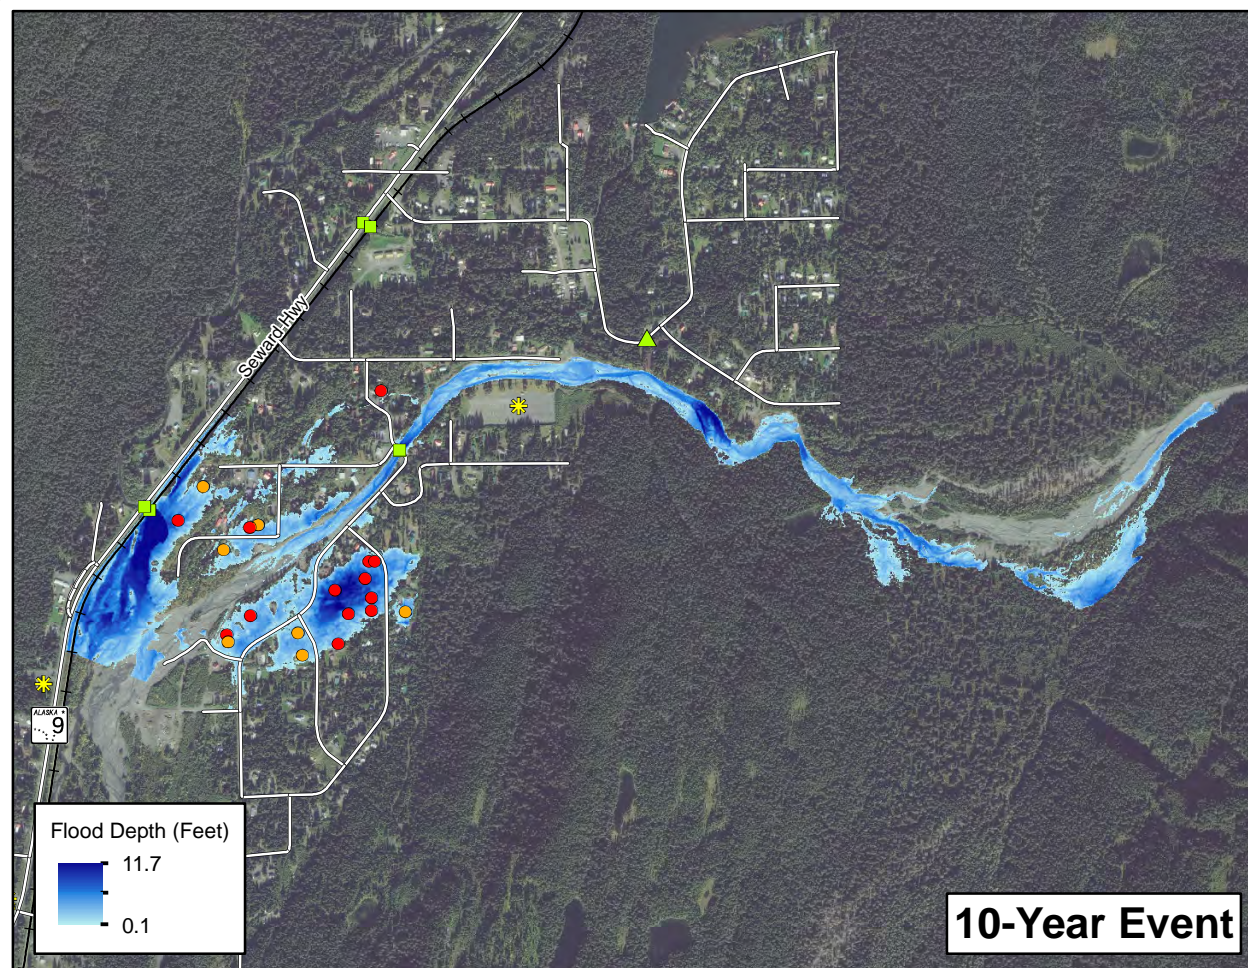 Seward Hwy
ALASKA
9
Flood Depth (Feet)
11.7
0.1
10-Year Event